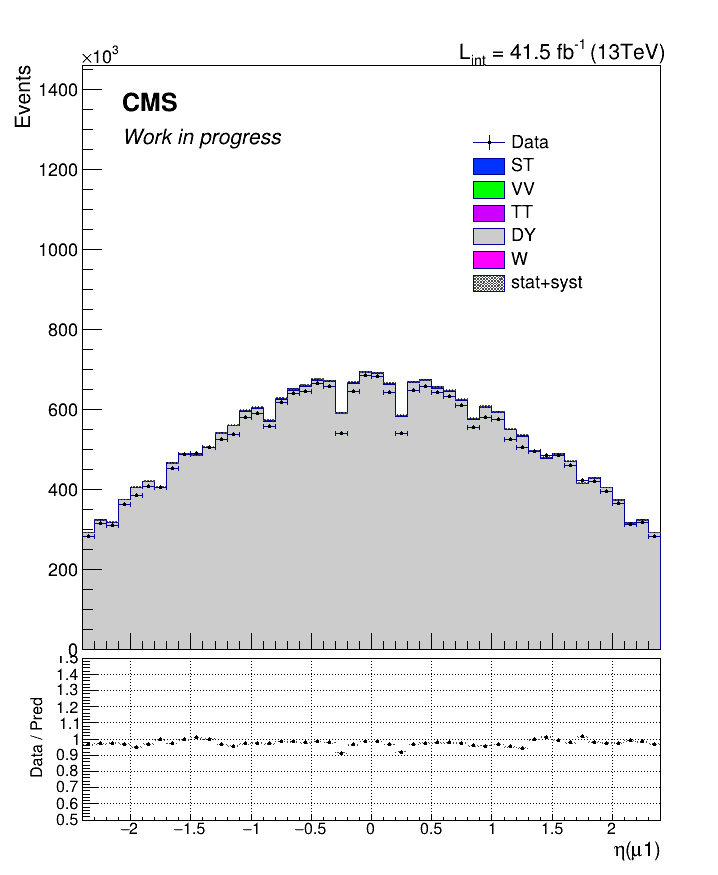 ×10³
L_int = 41.5 fb⁻¹ (13TeV)
Events
1400
1200
1000
800
600
400
200
0
CMS
Work in progress
Data
ST
VV
TT
DY
W
stat+syst
Data / Pred
1.5
1.4
1.3
1.2
1.1
1
0.9
0.8
0.7
0.6
0.5
−2 −1.5 −1 −0.5 0 0.5 1 1.5 2
η(μ1)